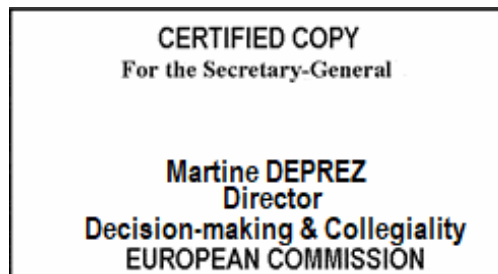 CERTIFIED COPY
For the Secretary-General
Martine DEPREZ
Director
Decision-making & Collegiality
EUROPEAN COMMISSION